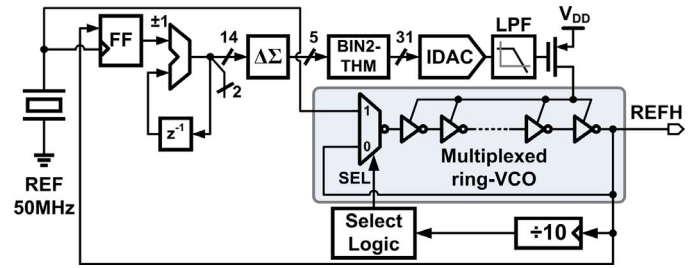 FF
±1
14
2
z⁻¹
ΔΣ
5
BIN2-
THM
31
IDAC
LPF
VDD
REF
50MHz
1
0
SEL
Multiplexed
ring-VCO
REFH
Select
Logic
÷10